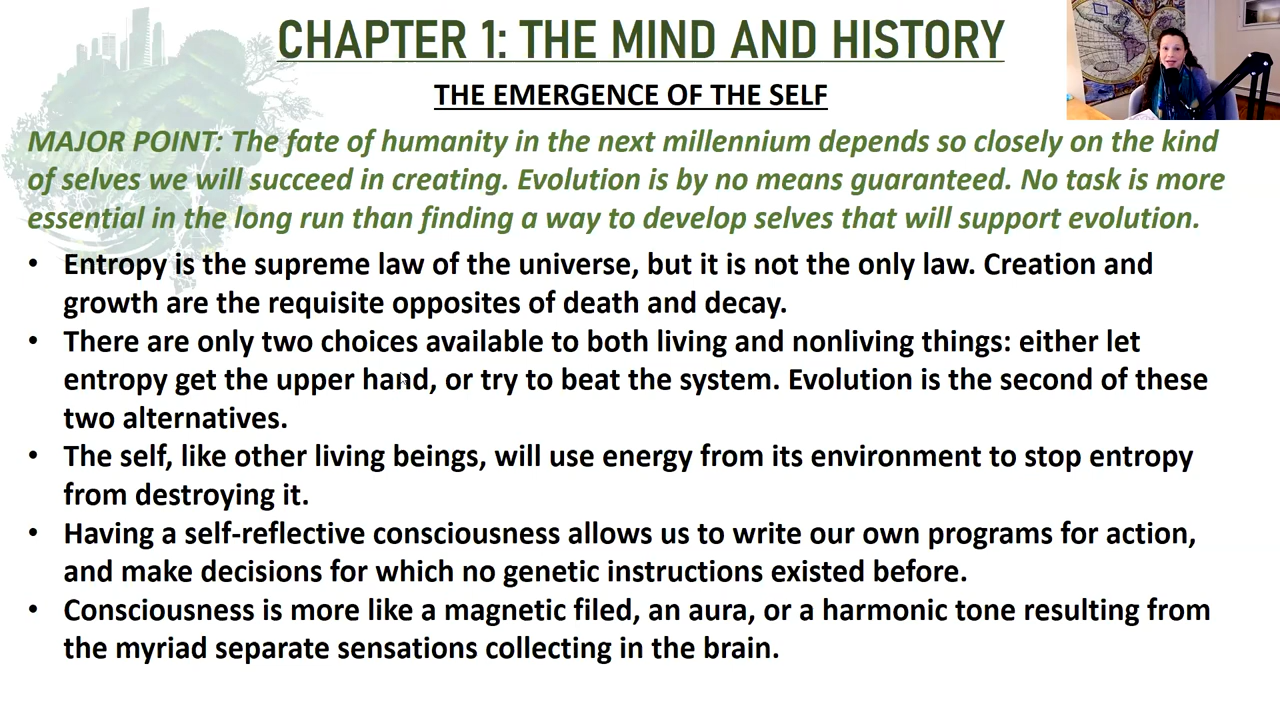 CHAPTER 1: THE MIND AND HISTORY
THE EMERGENCE OF THE SELF
MAJOR POINT: The fate of humanity in the next millennium depends so closely on the kind
of selves we will succeed in creating. Evolution is by no means guaranteed. No task is more
essential in the long run than finding a way to develop selves that will support evolution.
• Entropy is the supreme law of the universe, but it is not the only law. Creation and
growth are the requisite opposites of death and decay.
• There are only two choices available to both living and nonliving things: either let
entropy get the upper hand, or try to beat the system. Evolution is the second of these
two alternatives.
• The self, like other living beings, will use energy from its environment to stop entropy
from destroying it.
• Having a self-reflective consciousness allows us to write our own programs for action,
and make decisions for which no genetic instructions existed before.
• Consciousness is more like a magnetic filed, an aura, or a harmonic tone resulting from
the myriad separate sensations collecting in the brain.